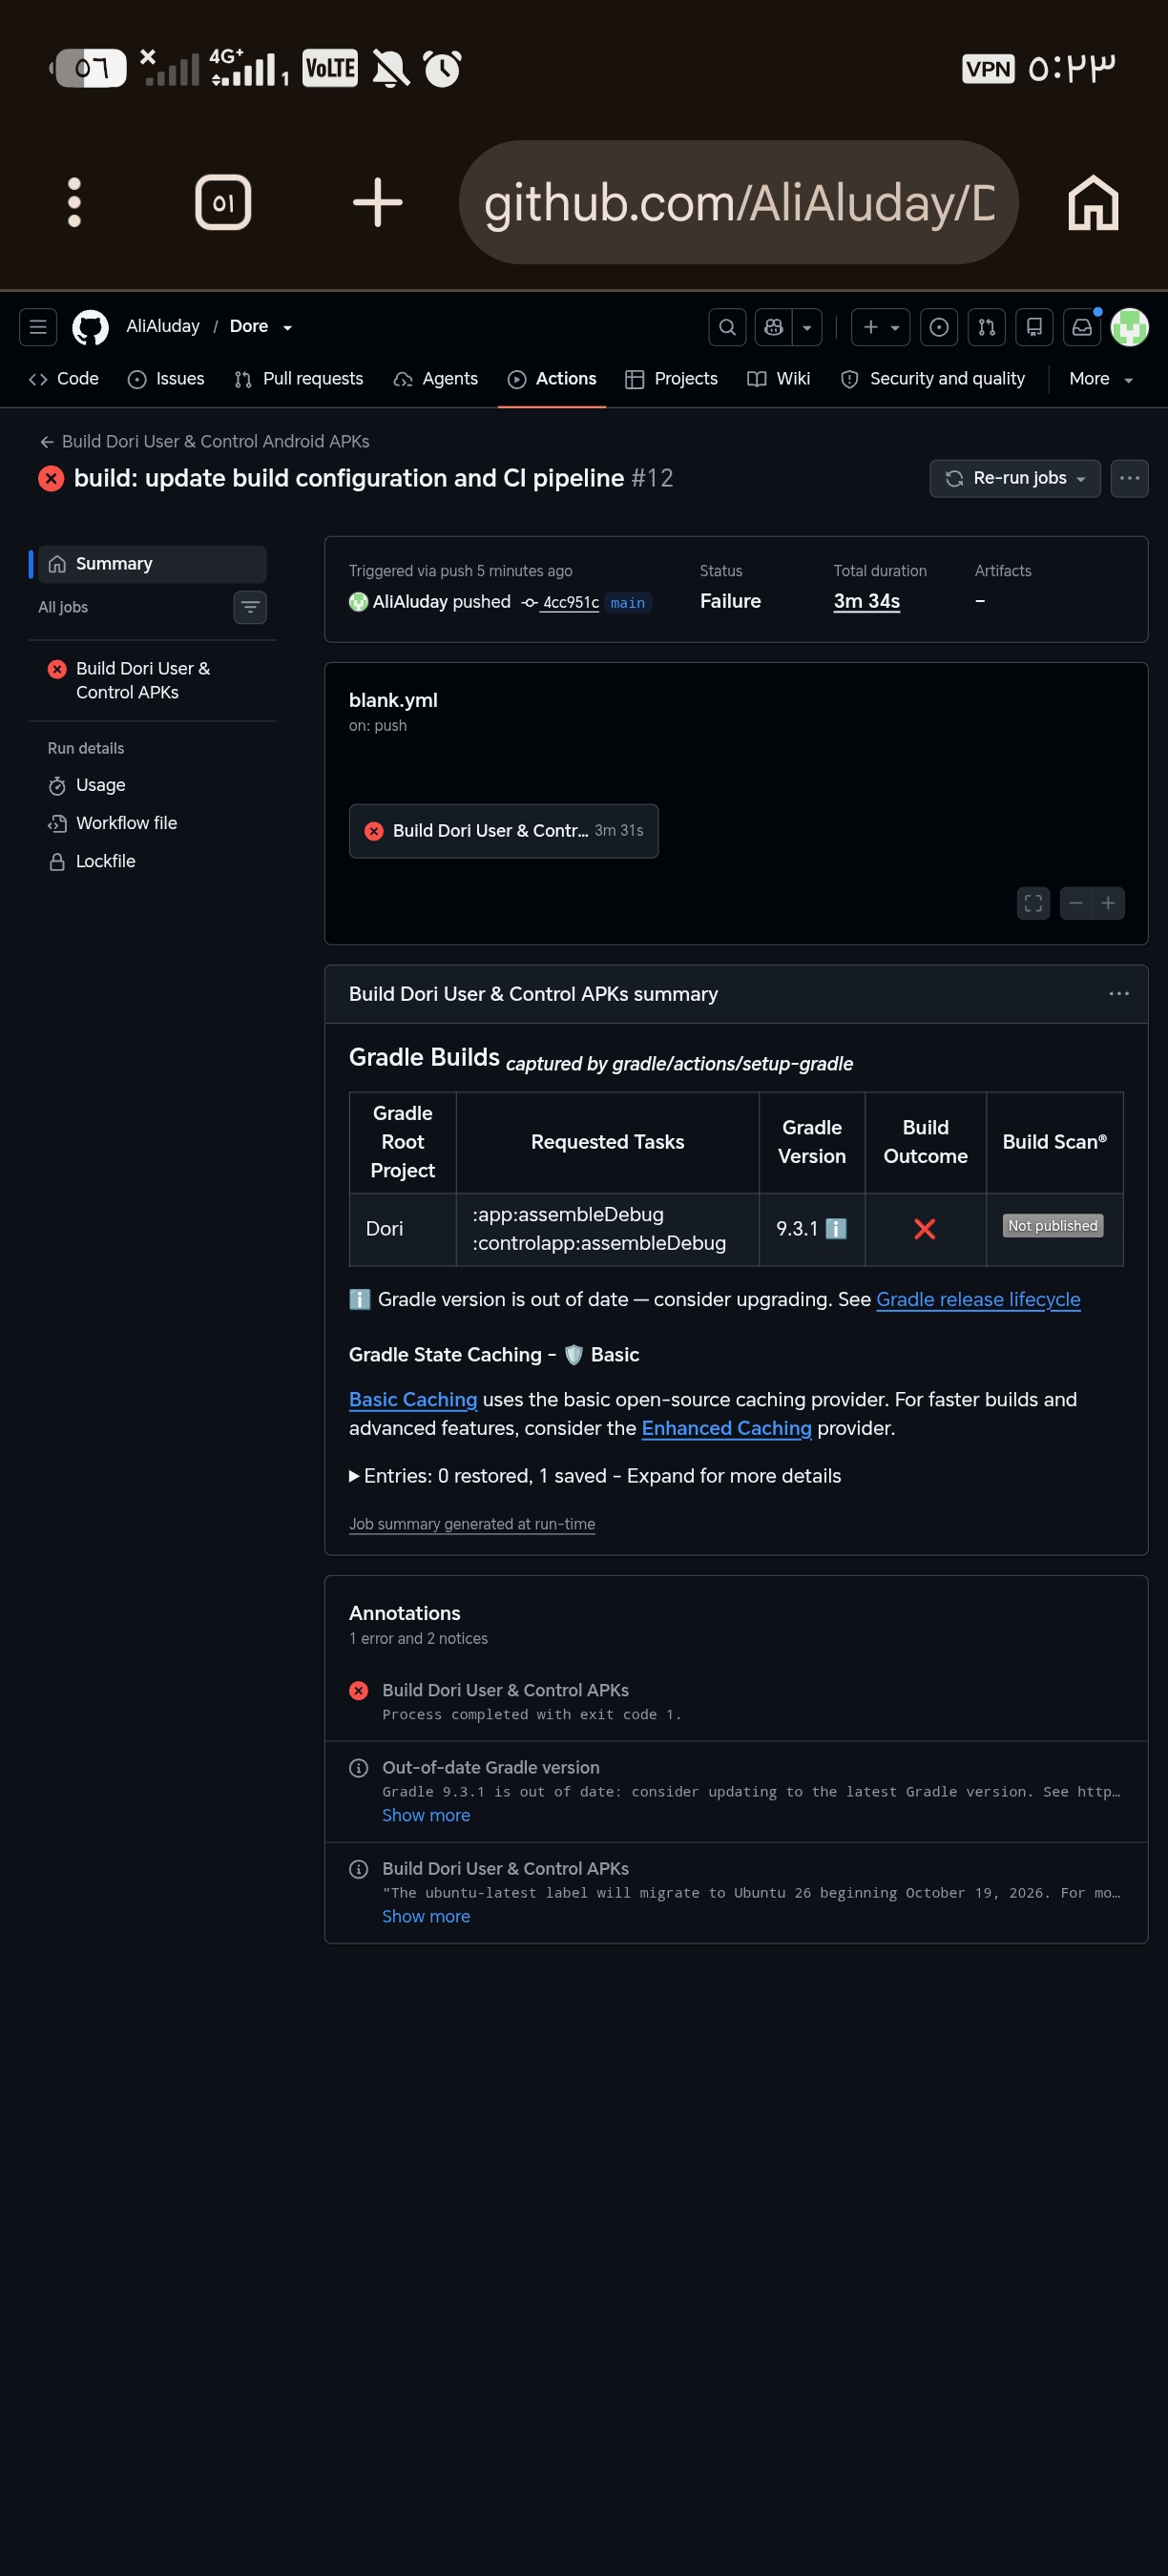 ٥٦
4G+
1
VoLTE
VPN
٥:٢٣
٥١
github.com/AliAluday/D
AliAluday / Dore
Code
Issues
Pull requests
Agents
Actions
Projects
Wiki
Security and quality
More
Build Dori User & Control Android APKs
build: update build configuration and CI pipeline #12
Re-run jobs
Summary
All jobs
Build Dori User &
Control APKs
Run details
Usage
Workflow file
Lockfile
Triggered via push 5 minutes ago
AliAluday pushed 4cc951c main
Status
Failure
Total duration
3m 34s
Artifacts
–
blank.yml
on: push
Build Dori User & Contr... 3m 31s
Build Dori User & Control APKs summary
Gradle Builds captured by gradle/actions/setup-gradle
Gradle Root Project
Requested Tasks
Gradle Version
Build Outcome
Build Scan®
Dori
:app:assembleDebug
:controlapp:assembleDebug
9.3.1 ℹ️
❌
Not published
ℹ️ Gradle version is out of date — consider upgrading. See Gradle release lifecycle
Gradle State Caching - 🛡️ Basic
Basic Caching uses the basic open-source caching provider. For faster builds and
advanced features, consider the Enhanced Caching provider.
Entries: 0 restored, 1 saved - Expand for more details
Job summary generated at run-time
Annotations
1 error and 2 notices
Build Dori User & Control APKs
Process completed with exit code 1.
Out-of-date Gradle version
Gradle 9.3.1 is out of date: consider updating to the latest Gradle version. See http…
Show more
Build Dori User & Control APKs
"The ubuntu-latest label will migrate to Ubuntu 26 beginning October 19, 2026. For mo…
Show more